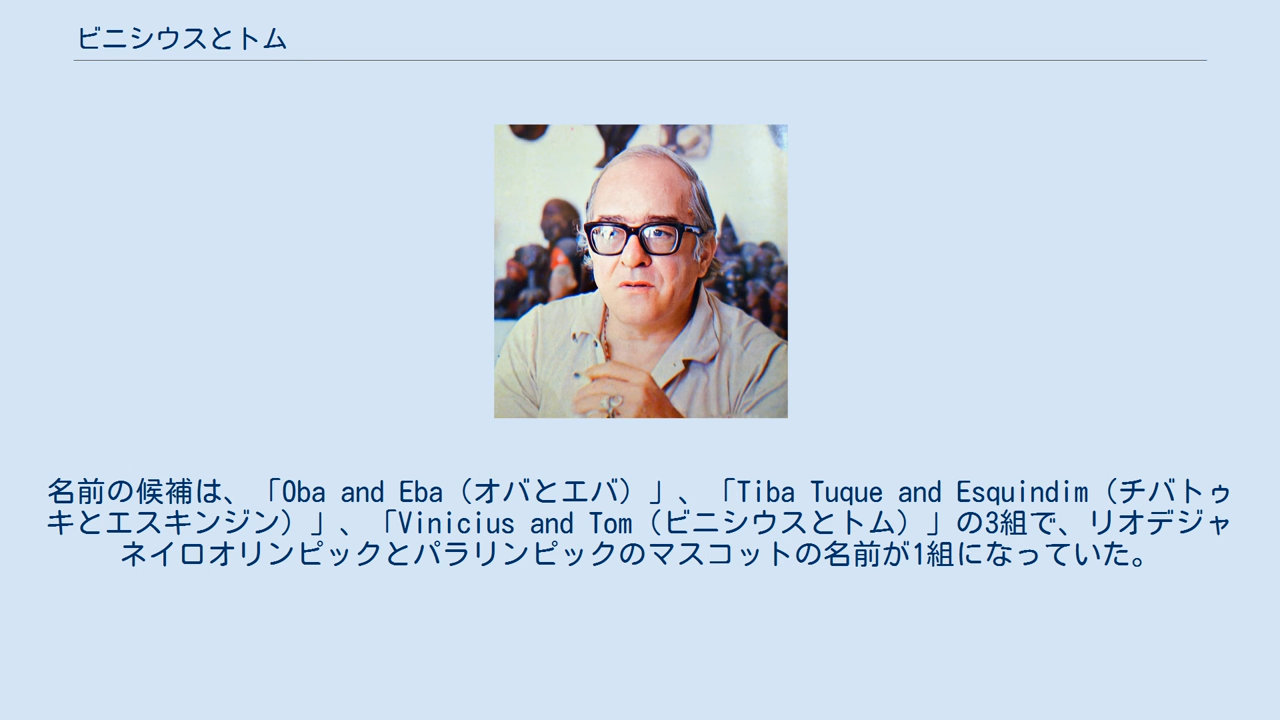 ビニシウスとトム
名前の候補は、「Oba and Eba（オバとエバ）」、「Tiba Tuque and Esquindim（チバトゥ
キとエスキンジン）」、「Vinicius and Tom（ビニシウスとトム）」の3組で、リオデジャ
ネイロオリンピックとパラリンピックのマスコットの名前が1組になっていた。